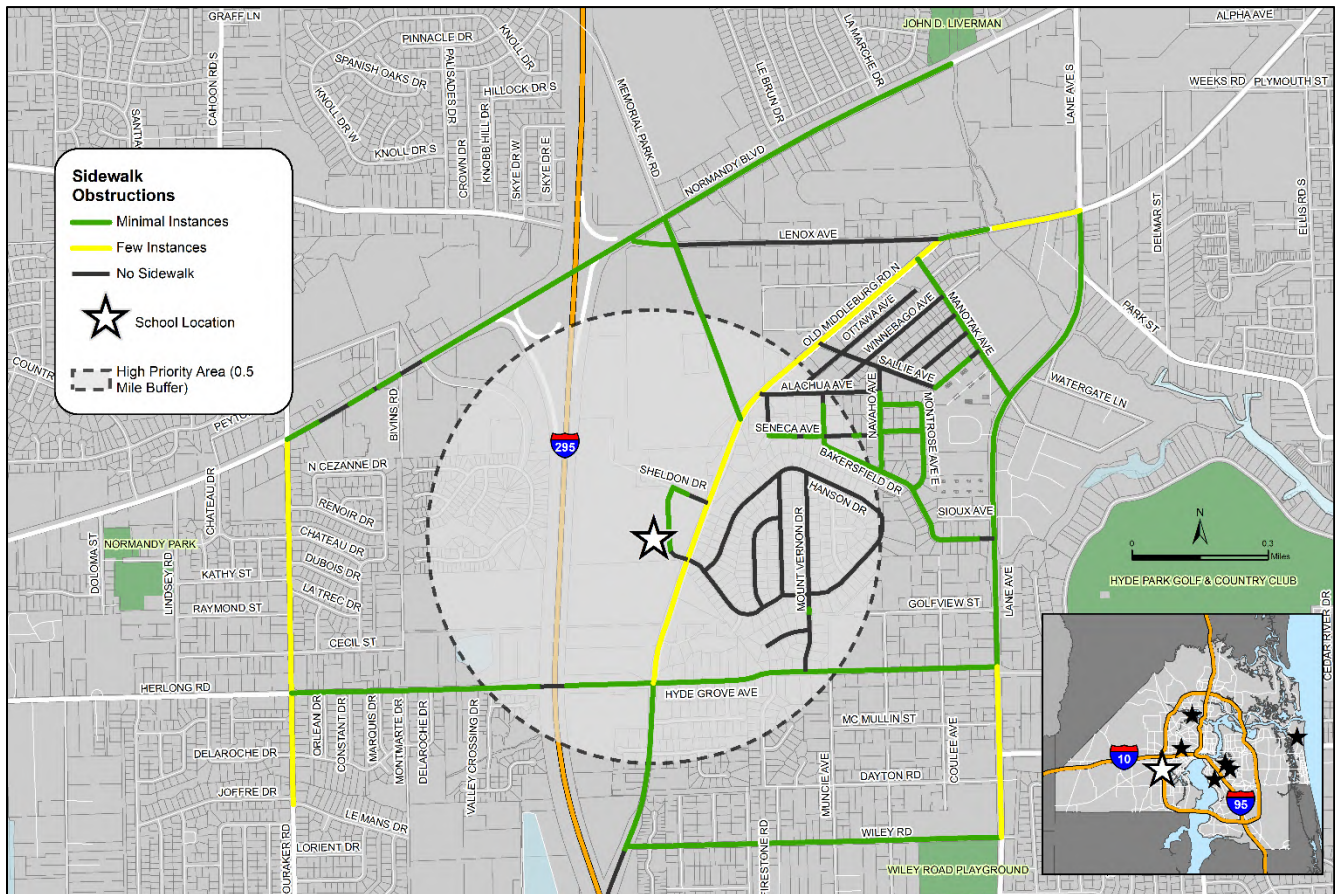 GRAFF LN
CAHOON RD S
PINNACLE DR
KNOLL DR
SPANISH OAKS DR
PALISADES DR
HILLOCK DR S
KNOLL DR W
KNOLL DR S
CROWN DR
KNOBB HILL DR
SKYE DR W
SKYE DR E
MEMORIAL PARK RD
JOHN D. LIVERMAN
LA MARCHE DR
LE BRUN DR
ALPHA AVE
LANE AVE S
WEEKS RD
PLYMOUTH ST
NORMANDY BLVD
DELMAR ST
ELLIS RD S
Sidewalk
Obstructions
Minimal Instances
Few Instances
No Sidewalk
School Location
High Priority Area (0.5
Mile Buffer)
SANTIA
COUNTR
PEYT
LENOX AVE
OLD MIDDLEBURG RD N
OTTAWA AVE
WINNEBAGO AVE
MANOTAK AVE
SALLIE AVE
PARK ST
WATERGATE LN
ALACHUA AVE
SENECA AVE
NAVAHO AVE
MONTROSE AVE E
BAKERSFIELD DR
SIOUX AVE
BIVINS RD
295
N CEZANNE DR
CHATEAU DR
RENOIR DR
CHATEAU DR
DUBOIS DR
LA TREC DR
SHELDON DR
HANSON DR
MOUNT VERNON DR
NORMANDY PARK
DOLOMA ST
LINDSEY RD
KATHY ST
RAYMOND ST
CECIL ST
GOLFVIEW ST
LANE AVE
N
0
0.3
Miles
HYDE PARK GOLF & COUNTRY CLUB
CEDAR RIVER DR
HERLONG RD
HYDE GROVE AVE
ORLEAN DR
CONSTANT DR
MARQUIS DR
MONTMARTE DR
DELAROCHE DR
VALLEY CROSSING DR
MC MULLIN ST
COULEE AVE
DELAROCHE DR
JOFFRE DR
LE MANS DR
LORIENT DR
OURAKER RD
MUNCIE AVE
DAYTON RD
WILEY RD
IRESTONE RD
WILEY ROAD PLAYGROUND
10
95